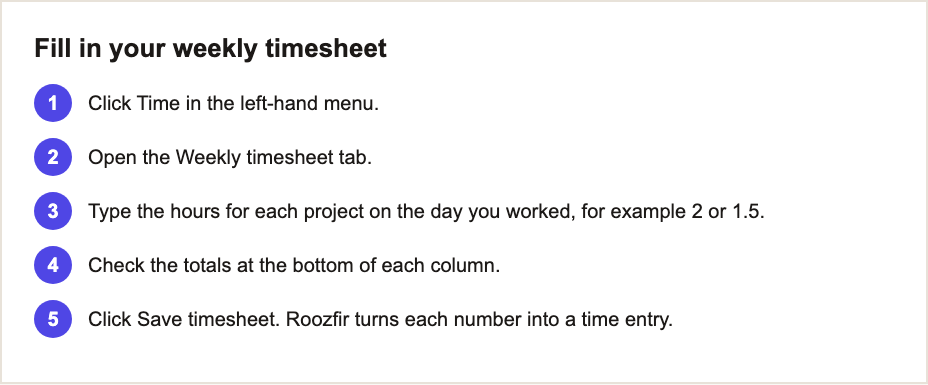 Fill in your weekly timesheet
1 Click Time in the left-hand menu.
2 Open the Weekly timesheet tab.
3 Type the hours for each project on the day you worked, for example 2 or 1.5.
4 Check the totals at the bottom of each column.
5 Click Save timesheet. Roozfir turns each number into a time entry.